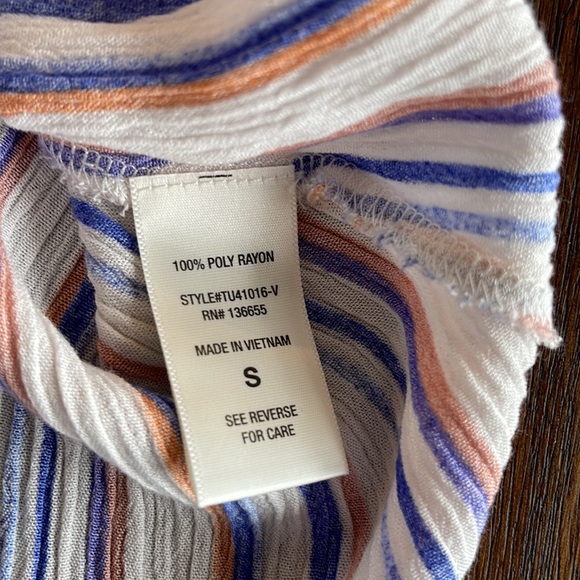 100% POLY RAYON
STYLE#TU41016-V
RN# 136655
MADE IN VIETNAM
S
SEE REVERSE
FOR CARE